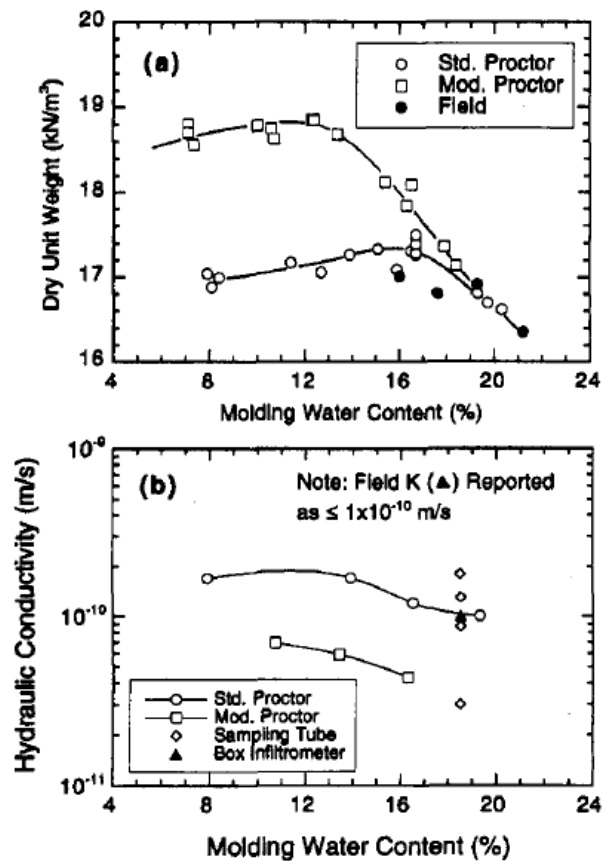 20
19
18
17
16
Dry Unit Weight (kN/m³)
(a)
Std. Proctor
Mod. Proctor
Field
4 8 12 16 20 24
Molding Water Content (%)
10⁻⁹
10⁻¹⁰
10⁻¹¹
Hydraulic Conductivity (m/s)
(b)
Note: Field K (▲) Reported
as ≤ 1x10⁻¹⁰ m/s
Std. Proctor
Mod. Proctor
Sampling Tube
Box Infiltrometer
4 8 12 16 20 24
Molding Water Content (%)